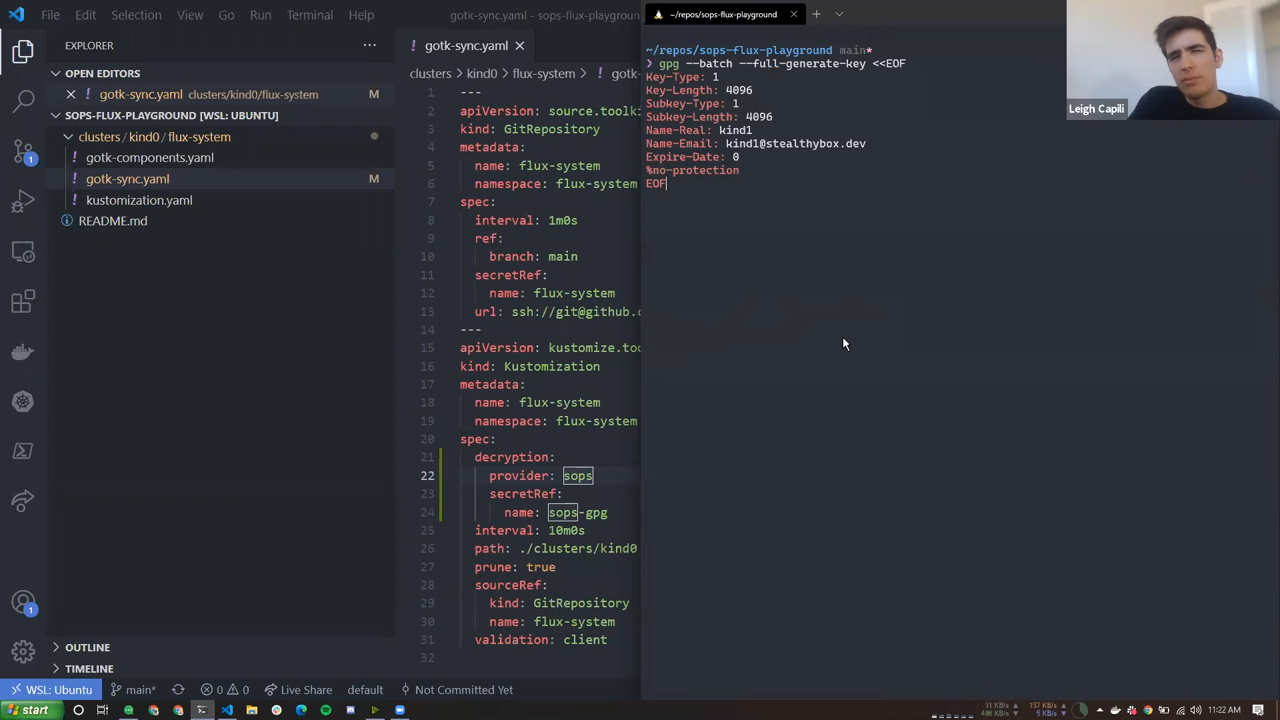 File Edit Selection View Go Run Terminal Help
gotk-sync.yaml - sops-flux-playground
EXPLORER
OPEN EDITORS
gotk-sync.yaml clusters/kind0/flux-system M
SOPS-FLUX-PLAYGROUND [WSL: UBUNTU]
clusters / kind0 / flux-system
gotk-components.yaml
gotk-sync.yaml M
kustomization.yaml
README.md
OUTLINE
TIMELINE
gotk-sync.yaml
clusters > kind0 > flux-system > gotk-
1 ---
2 apiVersion: source.toolk
3 kind: GitRepository
4 metadata:
5 name: flux-system
6 namespace: flux-system
7 spec:
8 interval: 1m0s
9 ref:
10 branch: main
11 secretRef:
12 name: flux-system
13 url: ssh://git@github.c
14 ---
15 apiVersion: kustomize.too
16 kind: Kustomization
17 metadata:
18 name: flux-system
19 namespace: flux-system
20 spec:
21 decryption:
22 provider: sops
23 secretRef:
24 name: sops-gpg
25 interval: 10m0s
26 path: ./clusters/kind0
27 prune: true
28 sourceRef:
29 kind: GitRepository
30 name: flux-system
31 validation: client
32
~/repos/sops-flux-playground
~/repos/sops-flux-playground main*
❯ gpg --batch --full-generate-key <<EOF
Key-Type: 1
Key-Length: 4096
Subkey-Type: 1
Subkey-Length: 4096
Name-Real: kind1
Name-Email: kind1@stealthybox.dev
Expire-Date: 0
%no-protection
EOF
Leigh Capili
1
1
WSL: Ubuntu main* 0 0 Live Share default Not Committed Yet
start
11:22 AM